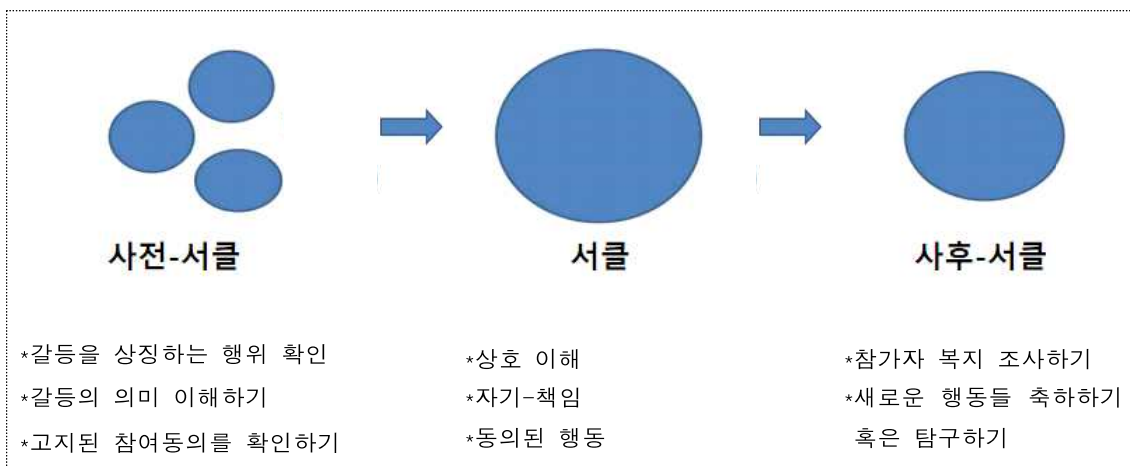 사전-서클
*갈등을 상징하는 행위 확인
*갈등의 의미 이해하기
*고지된 참여동의를 확인하기
서클
*상호 이해
*자기-책임
*동의된 행동
사후-서클
*참가자 복지 조사하기
*새로운 행동들 축하하기
혹은 탐구하기